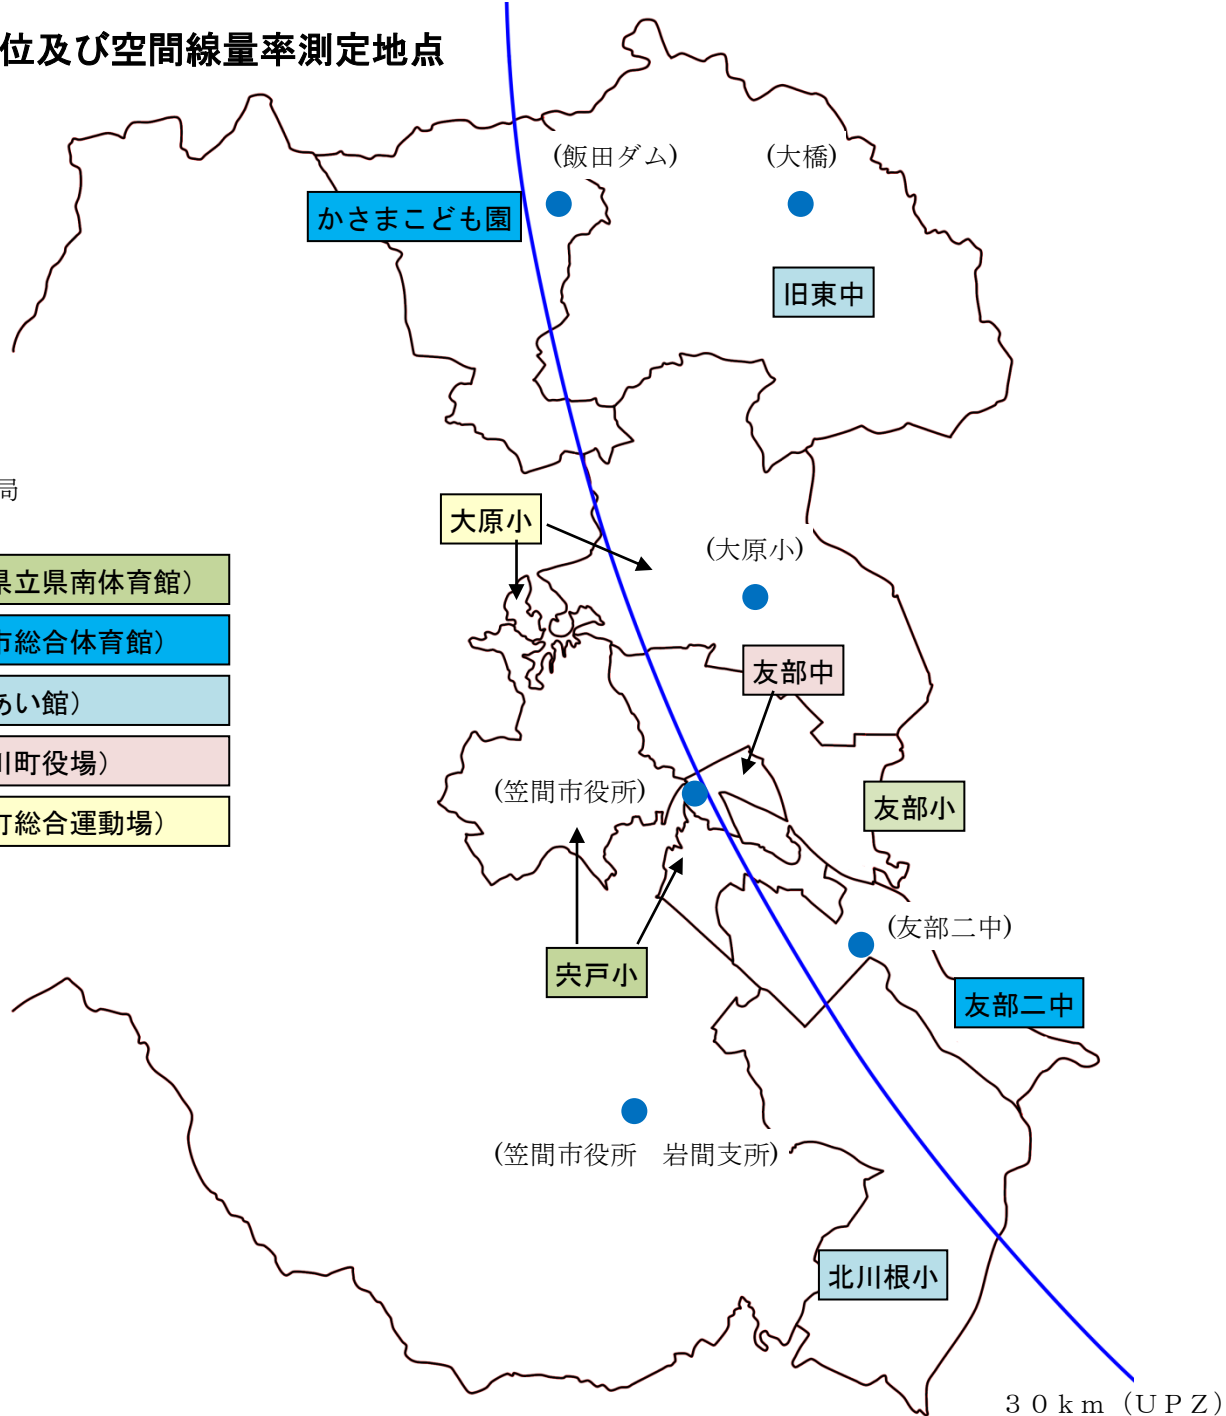 位及び空間線量率測定地点
(飯田ダム)
(大橋)
かさまこども園
旧東中
局
大原小
(大原小)
県立県南体育館）
市総合体育館）
あい館）
川町役場）
町総合運動場）
友部中
(笠間市役所)
友部小
(友部二中)
宍戸小
友部二中
(笠間市役所　岩間支所)
北川根小
３０ｋｍ（ＵＰＺ）